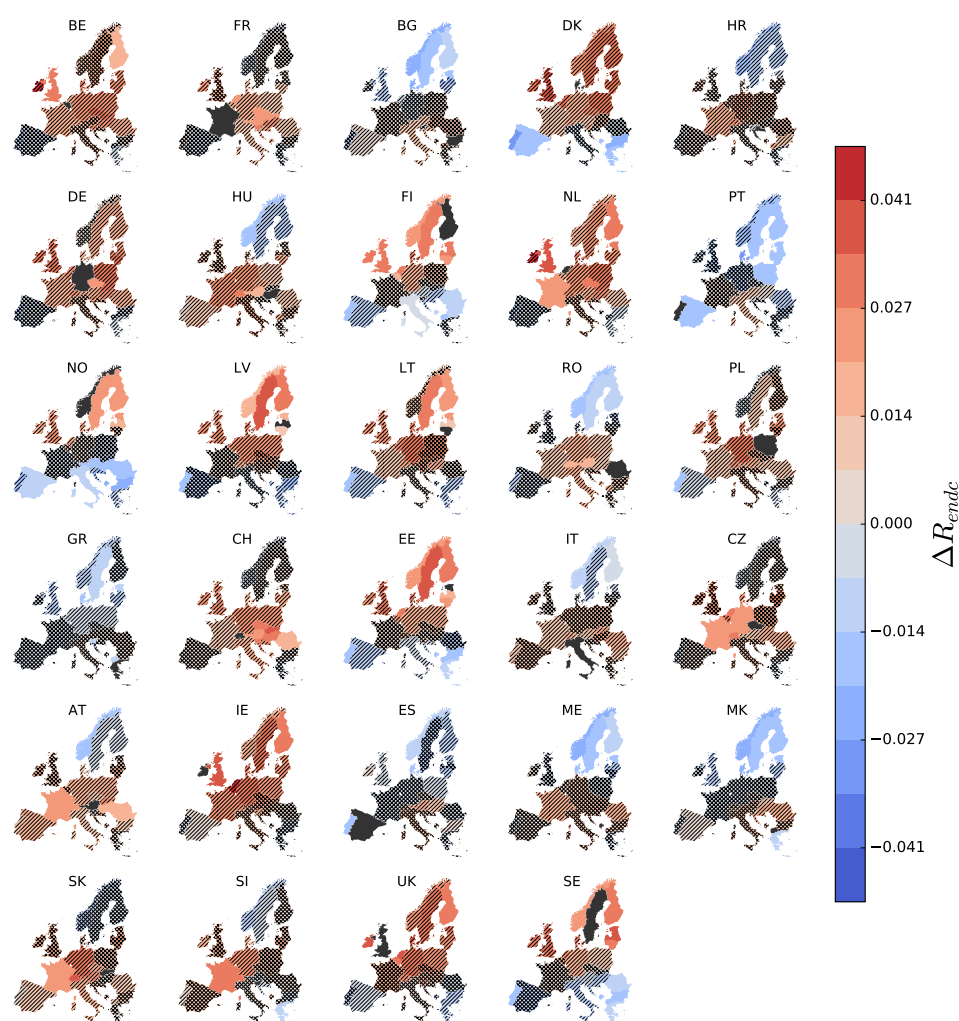 BE FR BG DK HR
DE HU FI NL PT
NO LV LT RO PL
GR CH EE IT CZ
AT IE ES ME MK
SK SI UK SE
0.041
0.027
0.014
0.000
−0.014
−0.027
−0.041
ΔR_endc